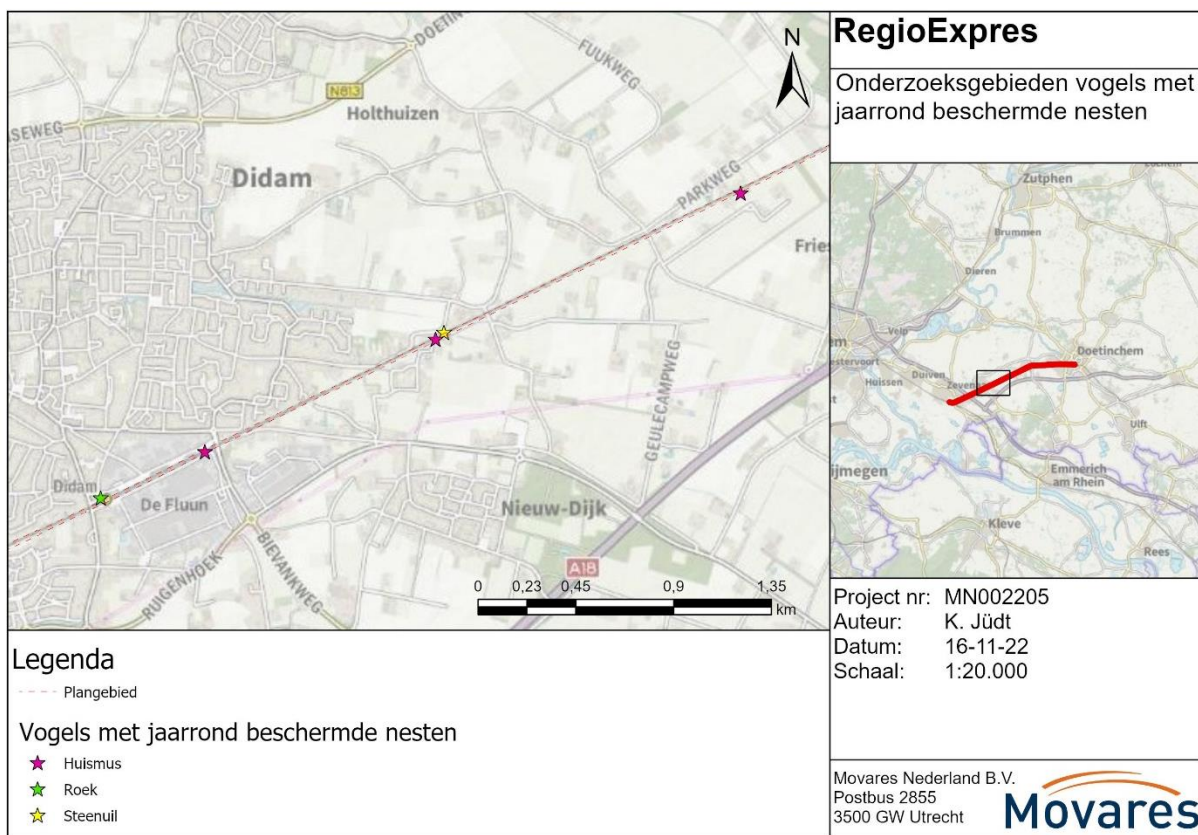 RegioExpres
Onderzoeksgebieden vogels met
jaarrond beschermde nesten
N
DOETING
FUUKWEG
N813
Holthuizen
SSEWEG
Didam
PARKWEG
Fries
GEULECAMPWEG
Didam
De Fluun
Nieuw-Dijk
BIEVANKWEG
RUIGENHOEK
A18
0 0,23 0,45 0,9 1,35
km
Zutphen
Brummen
Dieren
Velp
Doetinchem
Duiven
Huissen
Zevena
Ulft
Emmerich
am Rhein
ijmegen
Kleve
Rees
Project nr: MN002205
Auteur: K. Jüdt
Datum: 16-11-22
Schaal: 1:20.000
Legenda
Plangebied
Vogels met jaarrond beschermde nesten
Huismus
Roek
Steenuil
Movares Nederland B.V.
Postbus 2855
3500 GW Utrecht
Movares